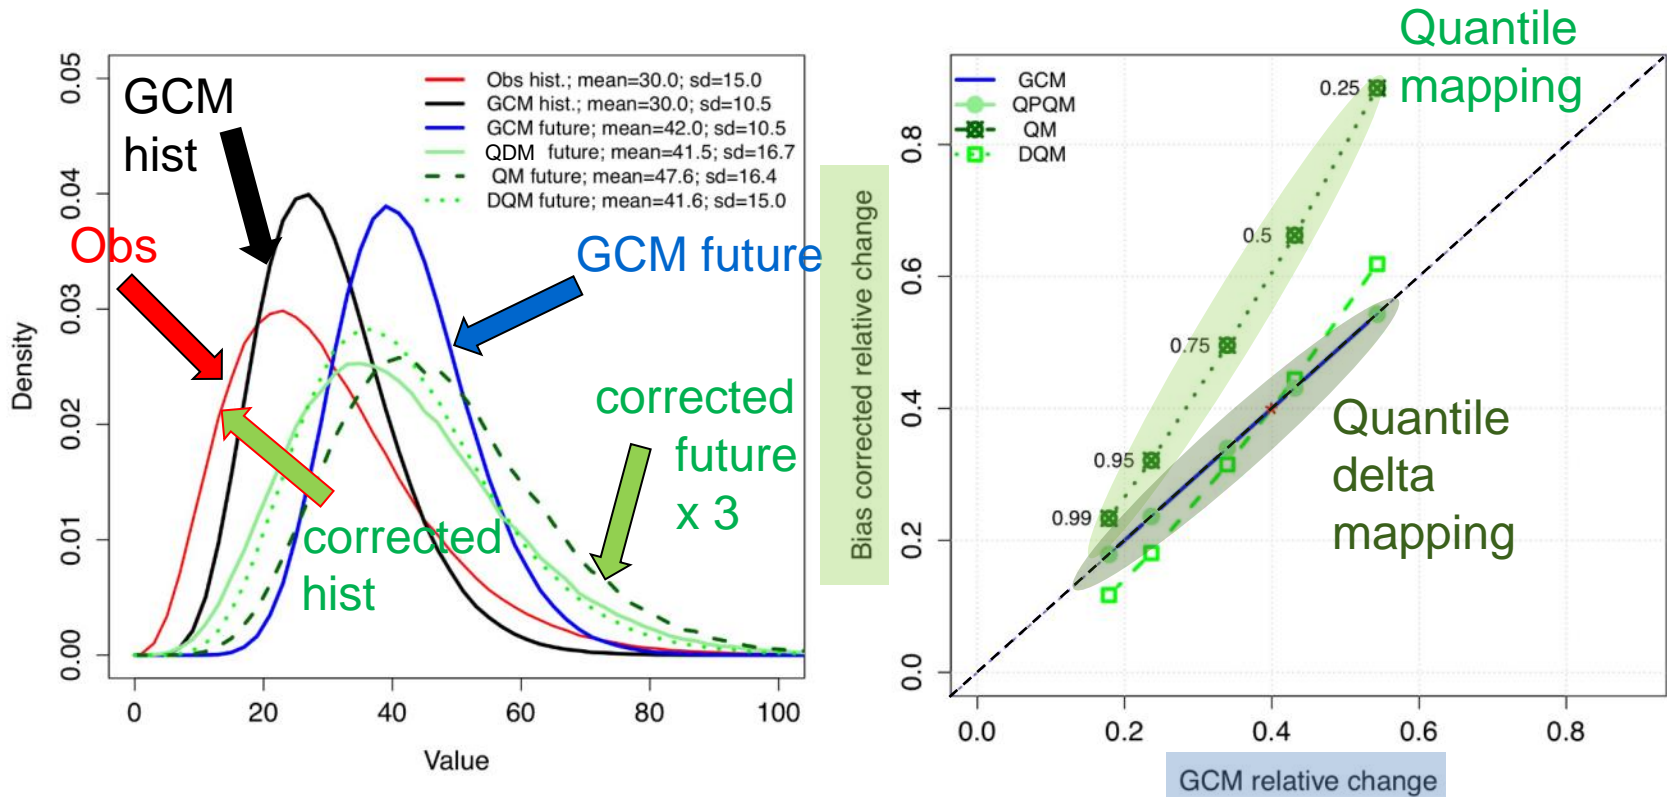 GCM
hist
Obs
GCM future
corrected
future
x 3
corrected
hist
Obs hist.; mean=30.0; sd=15.0
GCM hist.; mean=30.0; sd=10.5
GCM future; mean=42.0; sd=10.5
QDM future; mean=41.5; sd=16.7
QM future; mean=47.6; sd=16.4
DQM future; mean=41.6; sd=15.0
Density
0.05
0.04
0.03
0.02
0.01
0.00
0 20 40 60 80 100
Value
Quantile
mapping
GCM
QPQM
QM
DQM
0.25
0.5
0.75
0.95
0.99
Quantile
delta
mapping
Bias corrected relative change
0.8
0.6
0.4
0.2
0.0
0.0 0.2 0.4 0.6 0.8
GCM relative change